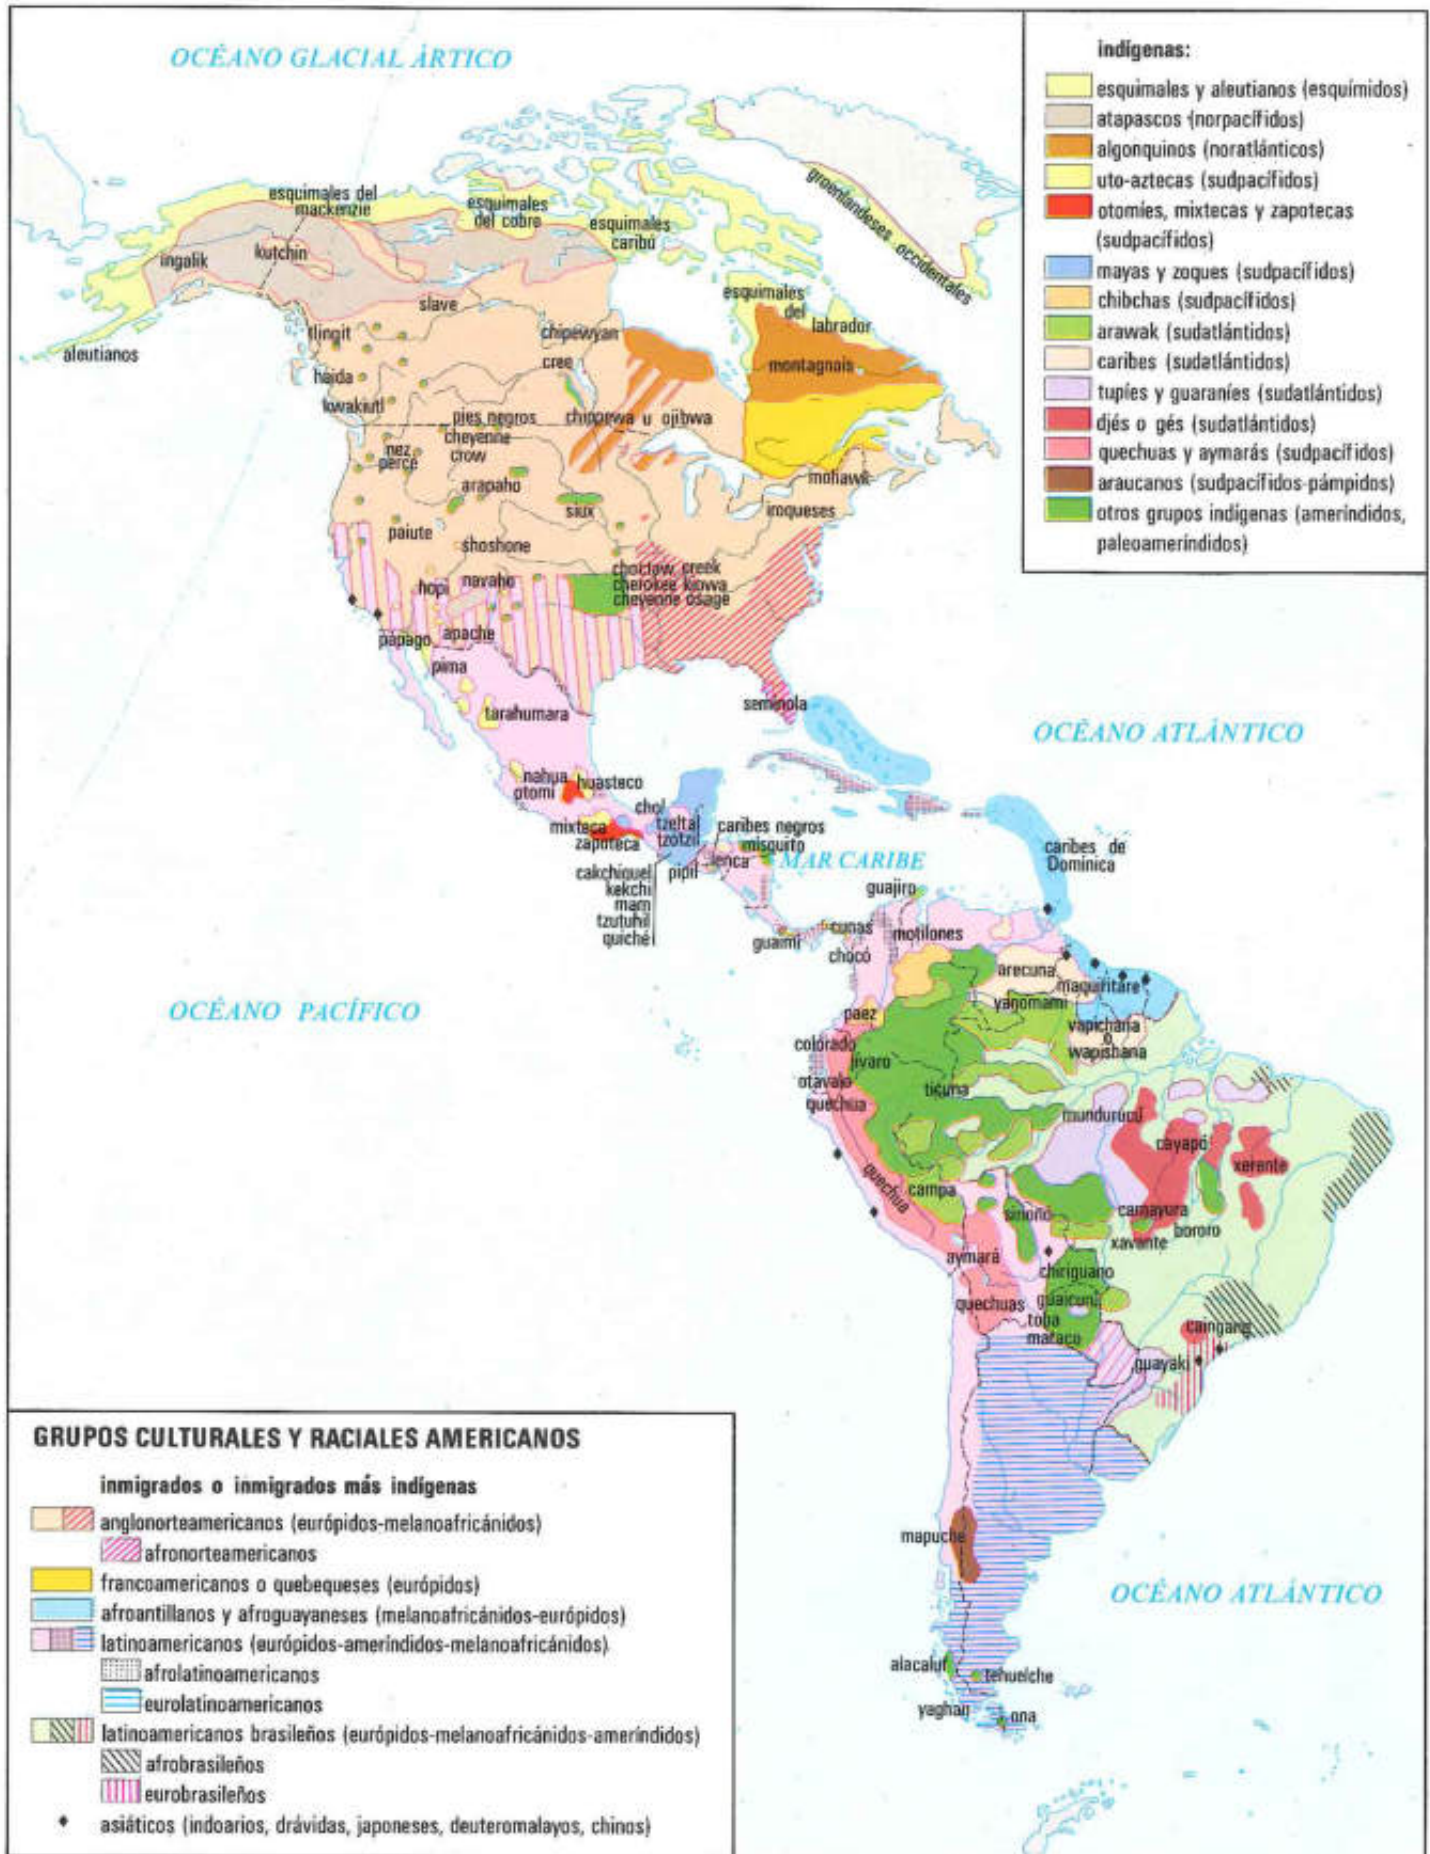 OCÉANO GLACIAL ÁRTICO
indígenas:
esquimales y aleutianos (esquímidos)
atapascos (norpacífidos)
algonquinos (noratlánticos)
uto-aztecas (sudpacífidos)
otomíes, mixtecas y zapotecas
(sudpacífidos)
mayas y zoques (sudpacífidos)
chibchas (sudpacífidos)
arawak (sudatlántidos)
caribes (sudatlántidos)
tupíes y guaraníes (sudatlántidos)
djés o gés (sudatlántidos)
quechuas y aymarás (sudpacífidos)
araucanos (sudpacífidos-pámpidos)
otros grupos indígenas (ameríndidos,
paleoameríndidos)
esquimales del
mackenzie
esquimales
del cobre
esquimales
caribú
groenlandeses occidentales
ingalik
kutchin
slave
esquimales
del
labrador
aleutianos
tlingit
chipewyan
cree
montagnais
haida
kwakiutl
pies negros
chippewa u ojibwa
cheyenne
crow
nez
percé
mohawk
arapaho
siux
iroqueses
paiute
shoshone
choctaw creek
cherokee kiowa
cheyenne osage
hopi
navaho
pápago
apache
pima
seminola
tarahumara
OCÉANO ATLÁNTICO
nahua
otomí
huasteco
chol
mixteca
zapoteca
tzeltal
tzotzil
caribes negros
misquito
lenca
pipil
MAR CARIBE
caribes de
Domínica
cakchiquel
kekchi
mam
tzutuhil
quiché
guajiro
guaimí
cunas
chocó
motilones
OCÉANO PACÍFICO
arecuna
maquiritare
yanomami
paez
vapichana
o
wapishana
colorado
jívaro
otavalo
quechua
ticuna
mundurucú
cayapó
xerente
quechua
campa
sirionó
camayura
bororo
xavante
aymará
chiriguano
quechuas
guaicurú
toba
mataco
caingang
guayaki
mapuche
OCÉANO ATLÁNTICO
alacaluf
tehuelche
yaghan
ona
GRUPOS CULTURALES Y RACIALES AMERICANOS
inmigrados o inmigrados más indígenas
anglonorteamericanos (európidos-melanoafricánidos)
afronorteamericanos
francoamericanos o quebequeses (európidos)
afroantillanos y afroguayaneses (melanoafricánidos-európidos)
latinoamericanos (európidos-ameríndidos-melanoafricánidos)
afrolatinoamericanos
eurolatinoamericanos
latinoamericanos brasileños (európidos-melanoafricánidos-ameríndidos)
afrobrasileños
eurobrasileños
asiáticos (indoarios, drávidas, japoneses, deuteromalayos, chinos)